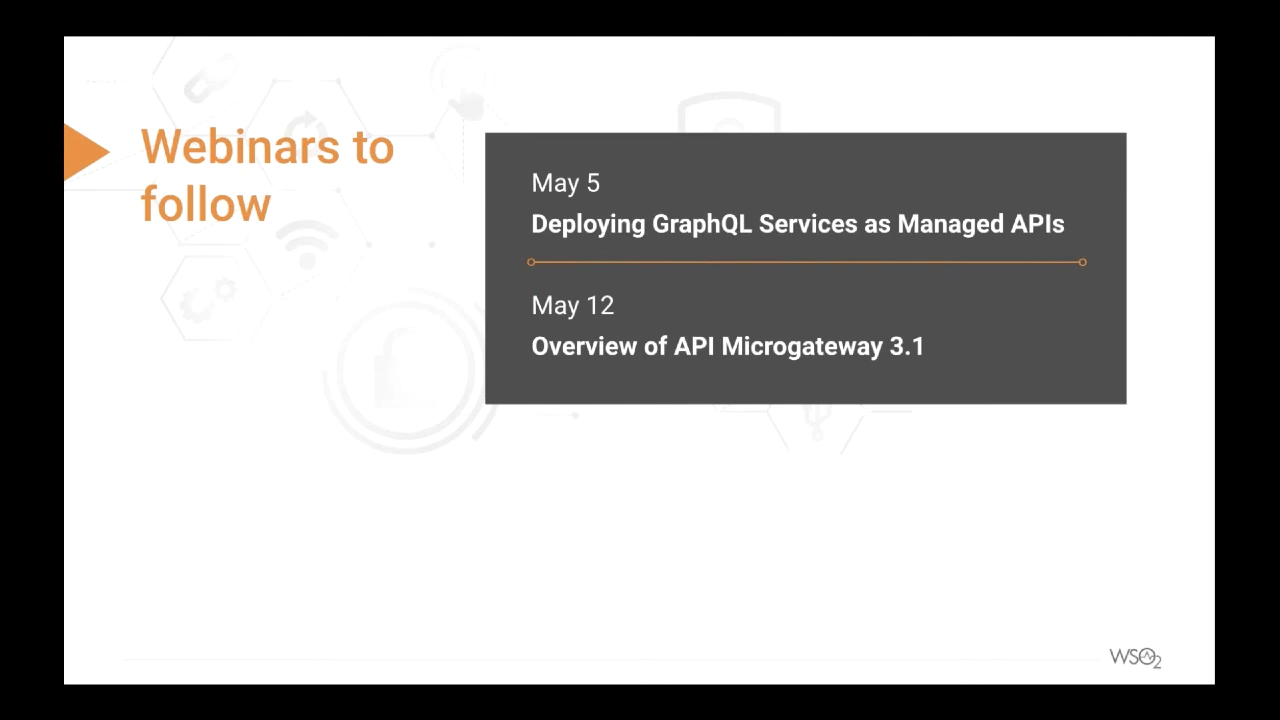 Webinars to
follow
May 5
Deploying GraphQL Services as Managed APIs
May 12
Overview of API Microgateway 3.1
WSO2